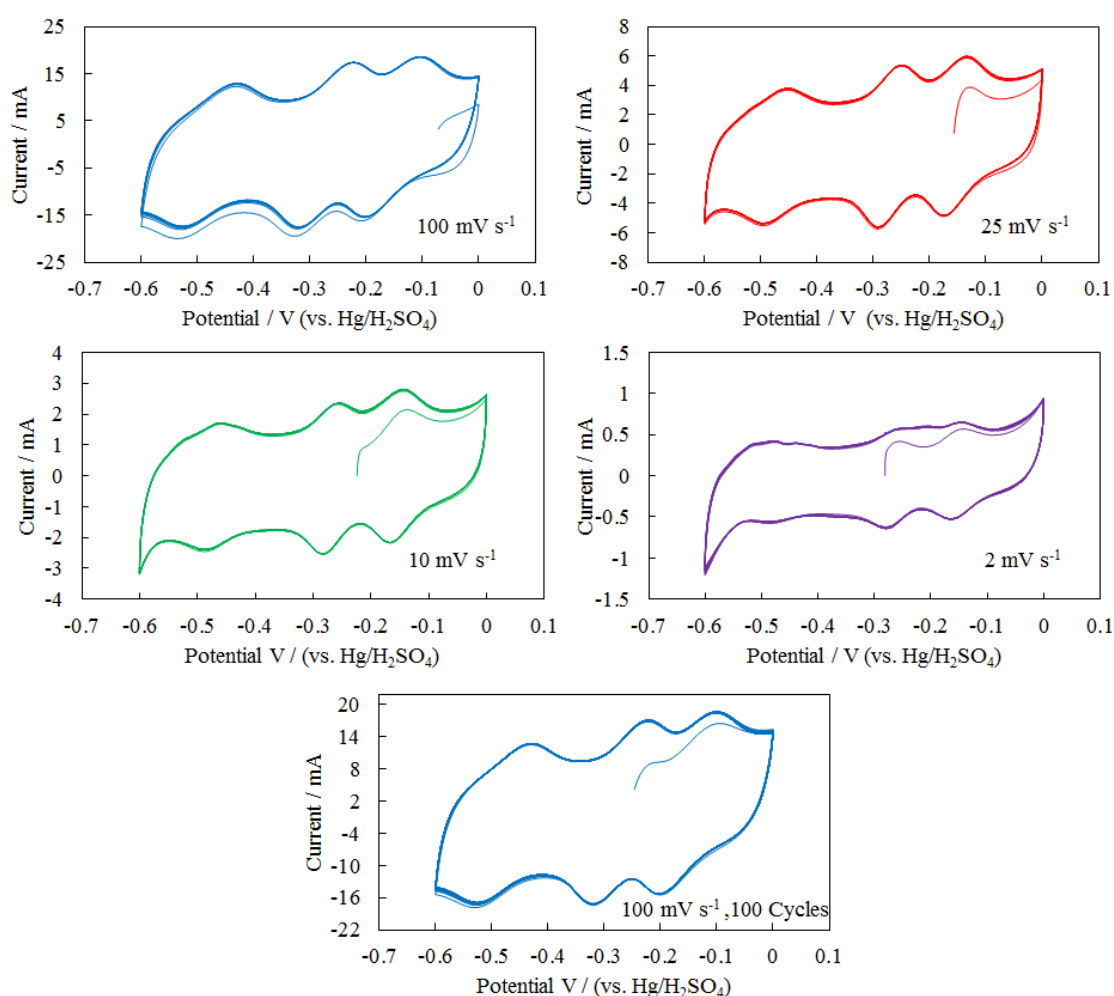 25
15
5
-5
-15
-25
-0.7 -0.6 -0.5 -0.4 -0.3 -0.2 -0.1 0 0.1
Current / mA
Potential / V (vs. Hg/H₂SO₄)
100 mV s⁻¹
8
6
4
2
0
-2
-4
-6
-8
-0.7 -0.6 -0.5 -0.4 -0.3 -0.2 -0.1 0 0.1
Current / mA
Potential / V (vs. Hg/H₂SO₄)
25 mV s⁻¹
4
3
2
1
0
-1
-2
-3
-4
-0.7 -0.6 -0.5 -0.4 -0.3 -0.2 -0.1 0 0.1
Current / mA
Potential V / (vs. Hg/H₂SO₄)
10 mV s⁻¹
1.5
1
0.5
0
-0.5
-1
-1.5
-0.7 -0.6 -0.5 -0.4 -0.3 -0.2 -0.1 0 0.1
Current / mA
Potential / V (vs. Hg/H₂SO₄)
2 mV s⁻¹
20
14
8
2
-4
-10
-16
-22
-0.7 -0.6 -0.5 -0.4 -0.3 -0.2 -0.1 0 0.1
Current / mA
Potential V / (vs. Hg/H₂SO₄)
100 mV s⁻¹ ,100 Cycles